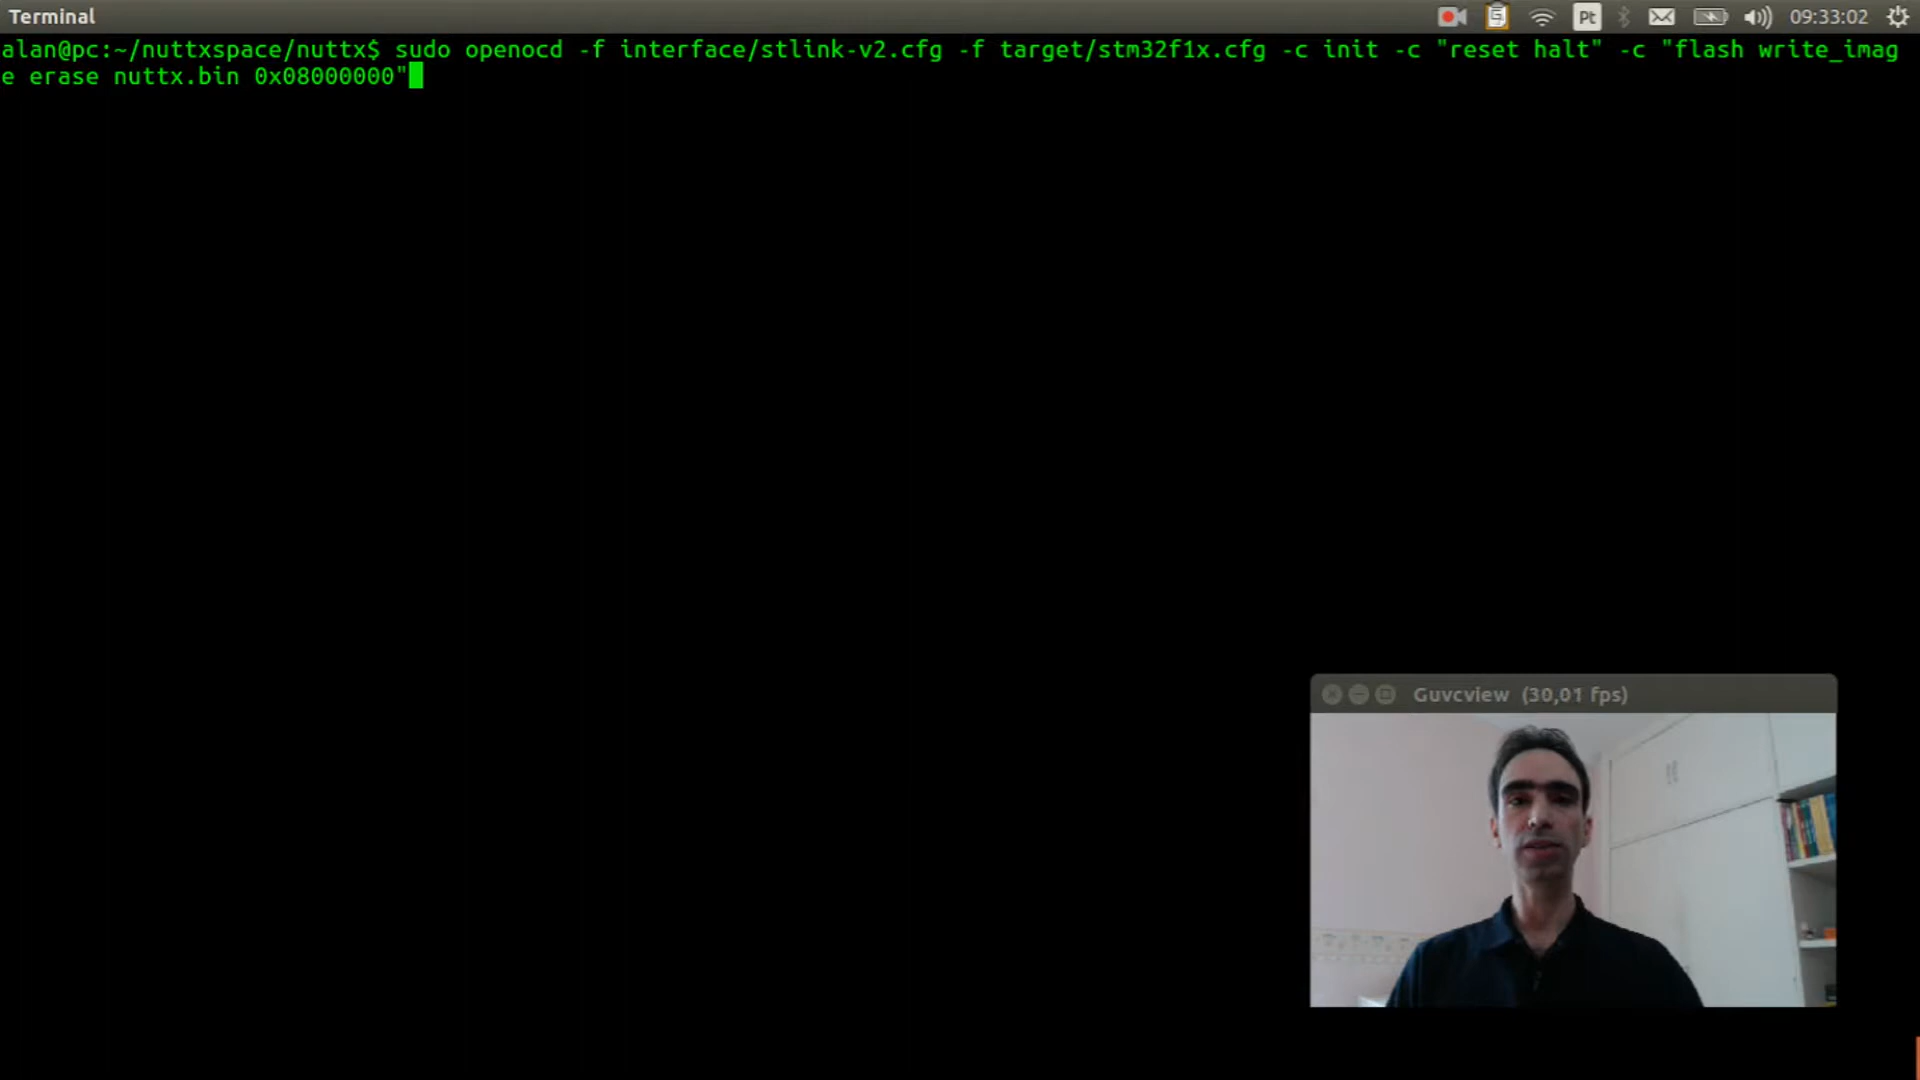 Terminal
Pt
09:33:02
alan@pc:~/nuttxspace/nuttx$ sudo openocd -f interface/stlink-v2.cfg -f target/stm32f1x.cfg -c init -c "reset halt" -c "flash write_imag
e erase nuttx.bin 0x08000000"
Guvcview (30,01 fps)